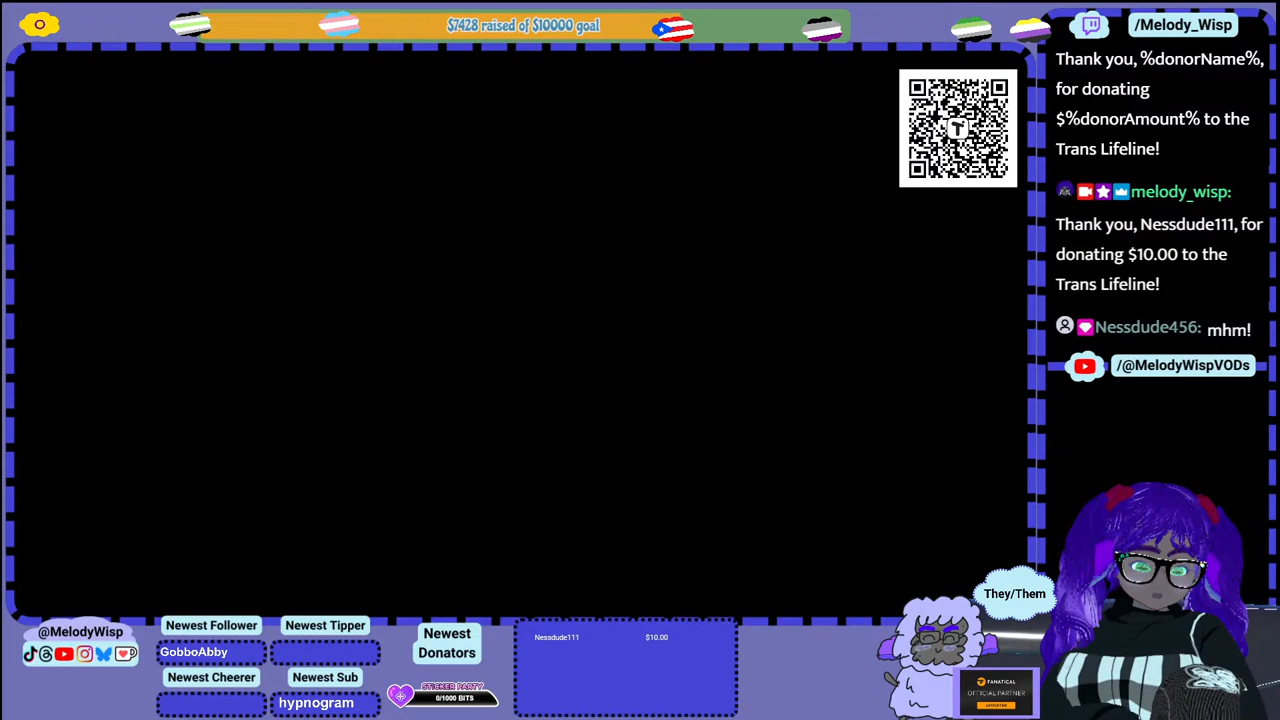 $7428 raised of $10000 goal
/Melody_Wisp
Thank you, %donorName%,
for donating
$%donorAmount% to the
Trans Lifeline!
melody_wisp:
Thank you, Nessdude111, for
donating $10.00 to the
Trans Lifeline!
Nessdude456: mhm!
/@MelodyWispVODs
They/Them
@MelodyWisp
Newest Follower
GobboAbby
Newest Tipper
Newest Cheerer
Newest Sub
hypnogram
Newest
Donators
STICKER PARTY
0/1000 BITS
Nessdude111 $10.00
FANATICAL
OFFICIAL PARTNER